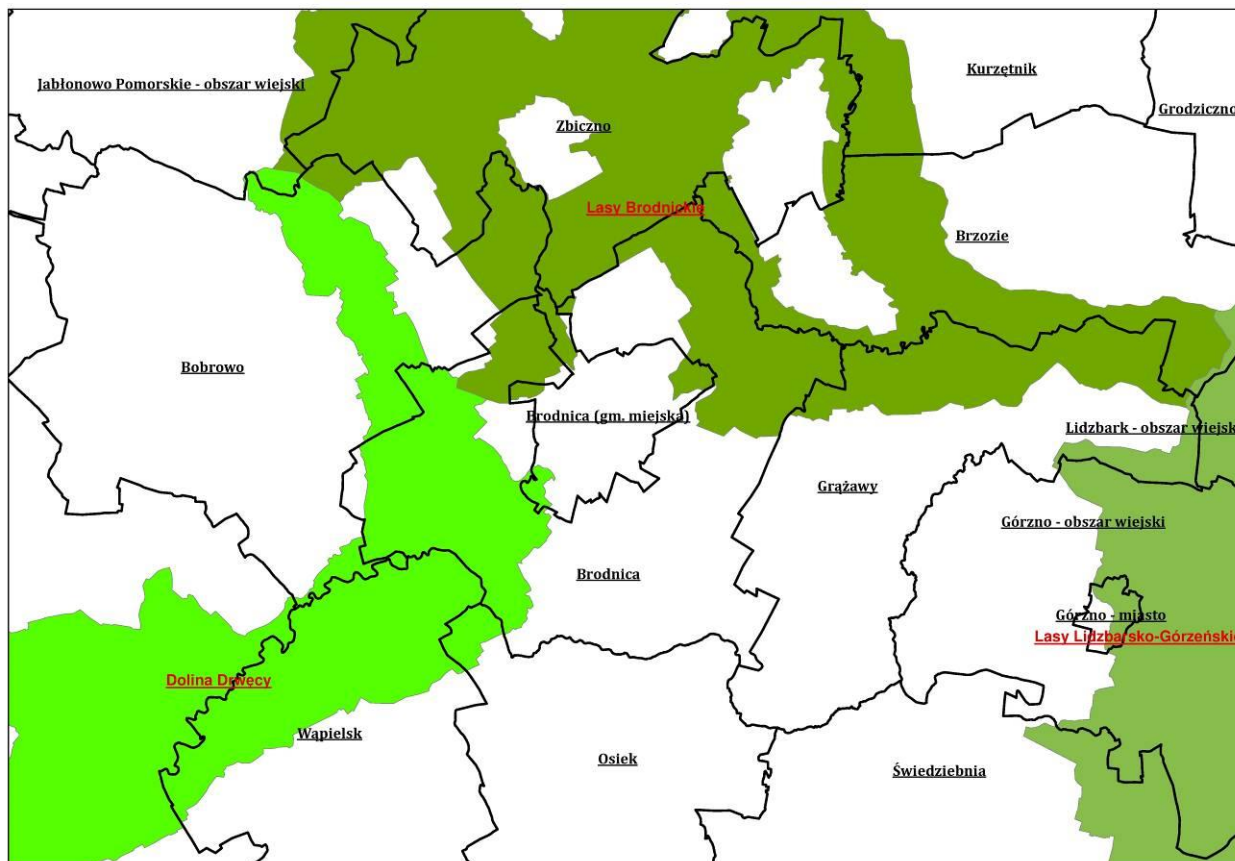 Kurzętnik
Jabłonowo Pomorskie - obszar wiejski
Grodziczno
Zbiczno
Lasy Brodnickie
Brzozie
Bobrowo
Brodnica (gm. miejska)
Lidzbark - obszar wiejski
Grążawy
Górzno - obszar wiejski
Brodnica
Górzno - miasto
Lasy Lidzbarsko-Górzeńskie
Dolina Drwęcy
Wąpielsk
Osiek
Świedziebnia